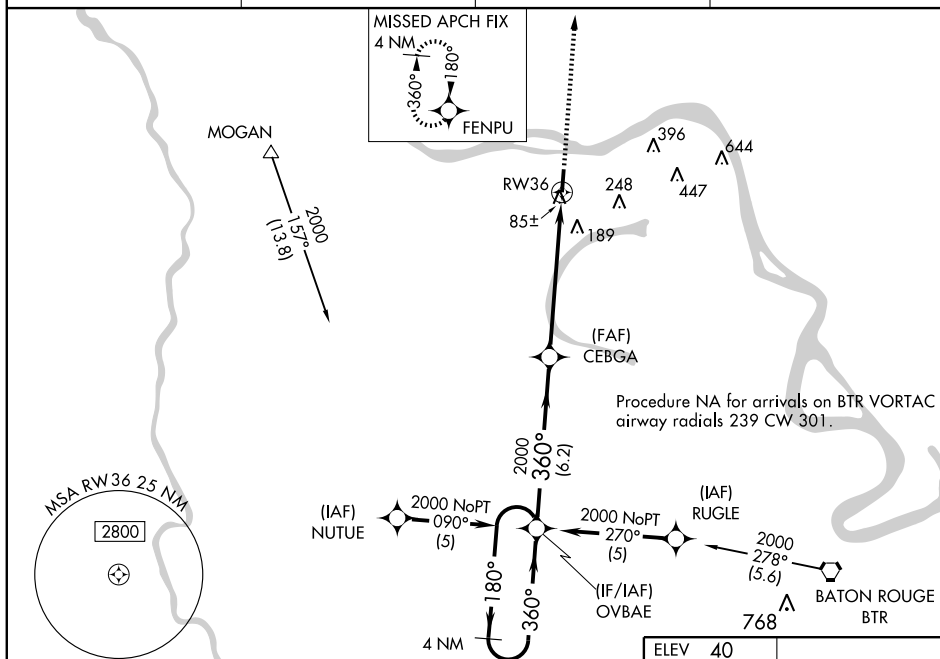 MISSED APCH FIX
4 NM
360°
180°
FENPU
MOGAN
2000
157°
(13.8)
396
644
RW36
248
447
85±
189
(FAF)
CEBGA
Procedure NA for arrivals on BTR VORTAC
airway radials 239 CW 301.
2000
360°
(6.2)
MSA RW36 25 NM
2800
(IAF)
NUTUE
2000 NoPT
090°
(5)
2000 NoPT
270°
(5)
(IAF)
RUGLE
2000
278°
(5.6)
180°
360°
(IF/IAF)
OVBAE
BATON ROUGE
BTR
768
4 NM
ELEV 40